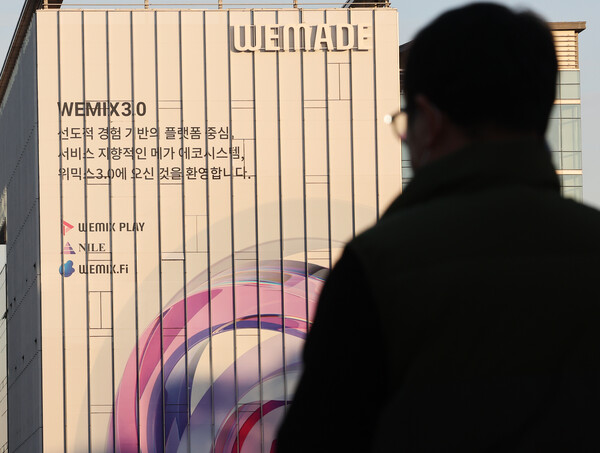 WEMADE
WEMIX3.0
선도적 경험 기반의 플랫폼 중심,
서비스 지향적인 메가 에코시스템,
위믹스3.0에 오신 것을 환영합니다.
WEMIX PLAY
NILE
WEMIX.Fi